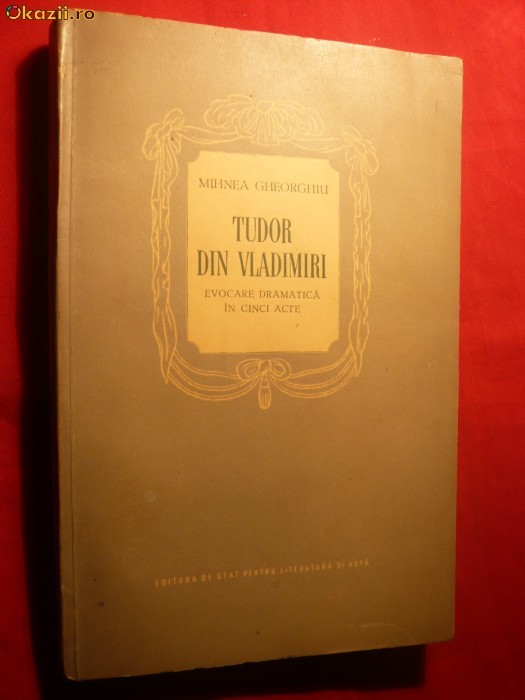 Okazii.ro
MIHNEA GHEORGHIU
TUDOR
DIN VLADIMIRI
EVOCARE DRAMATICĂ
ÎN CINCI ACTE
EDITURA DE STAT PENTRU LITERATURĂ ȘI ARTĂ